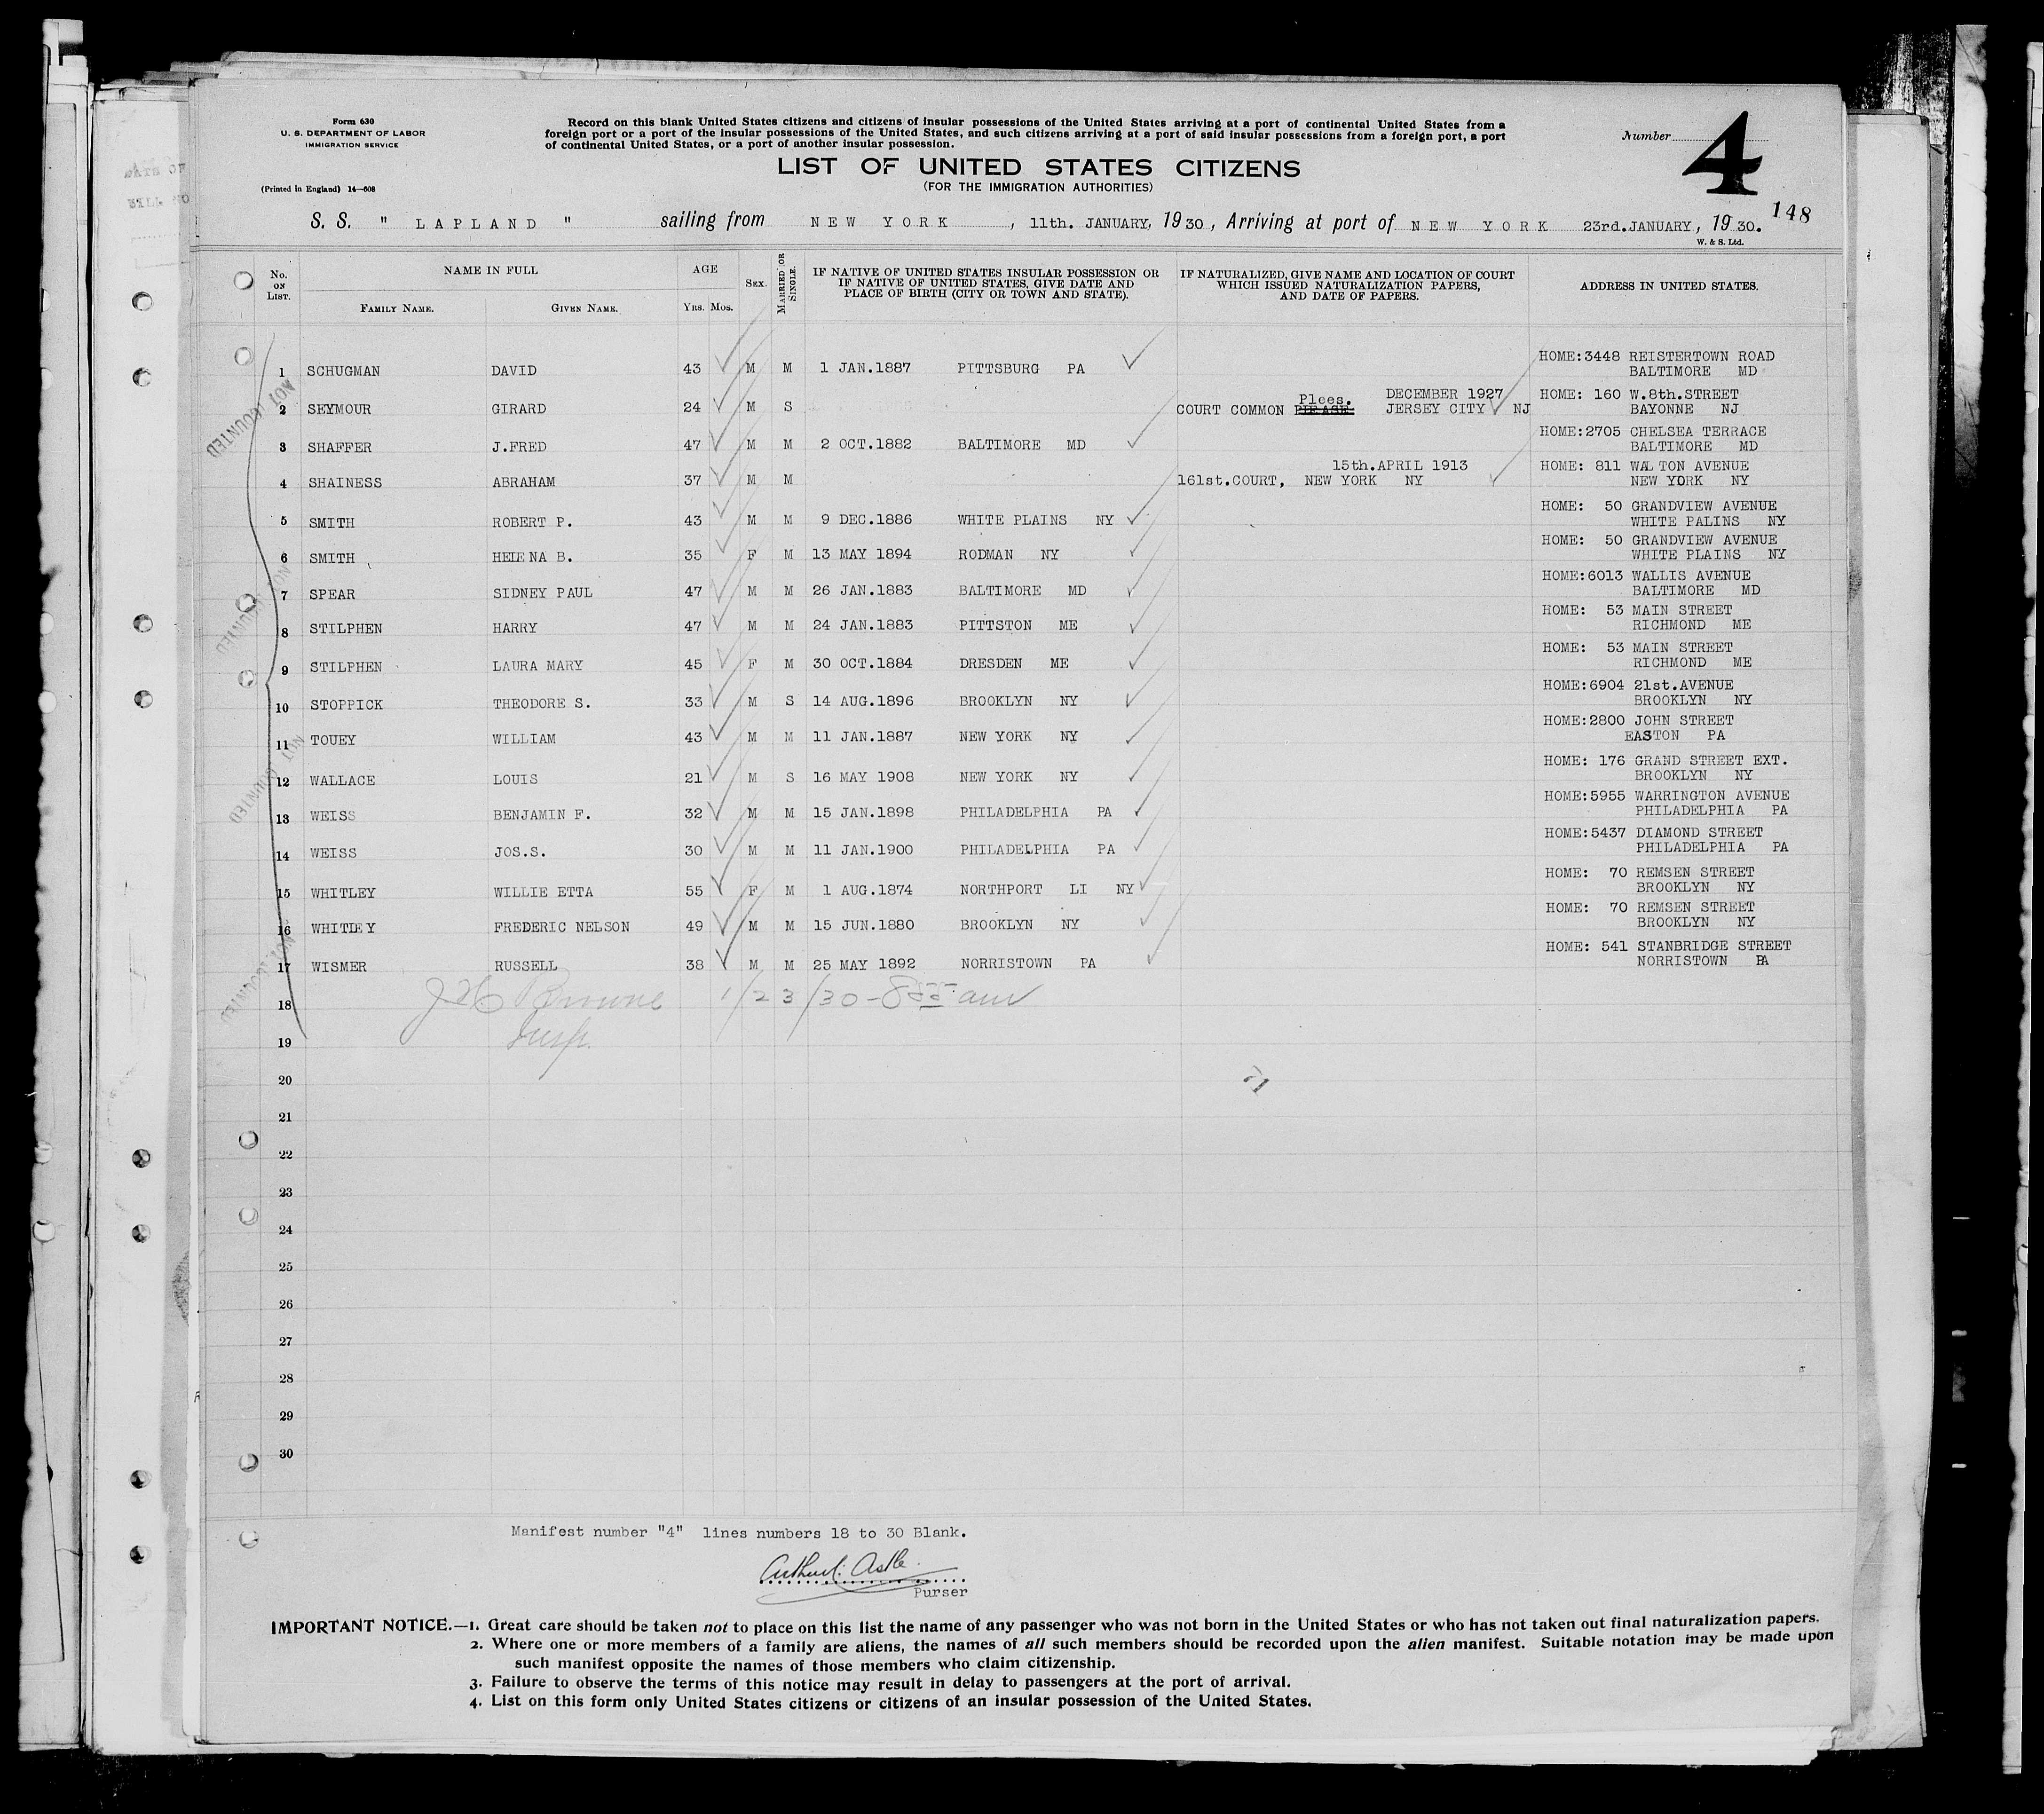 Form 630
U. S. DEPARTMENT OF LABOR
IMMIGRATION SERVICE
(Printed in England) 14—608
Record on this blank United States citizens and citizens of insular possessions of the United States arriving at a port of continental United States from a
foreign port or a port of the insular possessions of the United States, and such citizens arriving at a port of said insular possessions from a foreign port, a port
of continental United States, or a port of another insular possession.
Number 4
LIST OF UNITED STATES CITIZENS
(FOR THE IMMIGRATION AUTHORITIES)
S. S. " LAPLAND " sailing from NEW YORK, 11th. JANUARY, 1930, Arriving at port of NEW YORK 23rd.JANUARY, 1930.
148
W. & S. Ltd.
No. ON LIST. NAME IN FULL AGE SEX. MARRIED OR SINGLE. IF NATIVE OF UNITED STATES INSULAR POSSESSION OR IF NATIVE OF UNITED STATES, GIVE DATE AND PLACE OF BIRTH (CITY OR TOWN AND STATE). IF NATURALIZED, GIVE NAME AND LOCATION OF COURT WHICH ISSUED NATURALIZATION PAPERS, AND DATE OF PAPERS. ADDRESS IN UNITED STATES.
FAMILY NAME. GIVEN NAME. YRS. MOS.
1 SCHUGMAN DAVID 43 M M 1 JAN.1887 PITTSBURG PA HOME:3448 REISTERTOWN ROAD
BALTIMORE MD
2 SEYMOUR GIRARD 24 M S COURT COMMON PLEASE Plees. DECEMBER 1927 JERSEY CITY NJ HOME: 160 W.8th.STREET
BAYONNE NJ
3 SHAFFER J.FRED 47 M M 2 OCT.1882 BALTIMORE MD HOME:2705 CHELSEA TERRACE
BALTIMORE MD
4 SHAINESS ABRAHAM 37 M M 15th.APRIL 1913 161st.COURT, NEW YORK NY HOME: 811 WALTON AVENUE
NEW YORK NY
5 SMITH ROBERT P. 43 M M 9 DEC.1886 WHITE PLAINS NY HOME: 50 GRANDVIEW AVENUE
WHITE PALINS NY
6 SMITH HELENA B. 35 F M 13 MAY 1894 RODMAN NY HOME: 50 GRANDVIEW AVENUE
WHITE PLAINS NY
7 SPEAR SIDNEY PAUL 47 M M 26 JAN.1883 BALTIMORE MD HOME:6013 WALLIS AVENUE
BALTIMORE MD
8 STILPHEN HARRY 47 M M 24 JAN.1883 PITTSTON ME HOME: 53 MAIN STREET
RICHMOND ME
9 STILPHEN LAURA MARY 45 F M 30 OCT.1884 DRESDEN ME HOME: 53 MAIN STREET
RICHMOND ME
10 STOPPICK THEODORE S. 33 M S 14 AUG.1896 BROOKLYN NY HOME:6904 21st.AVENUE
BROOKLYN NY
11 TOUEY WILLIAM 43 M M 11 JAN.1887 NEW YORK NY HOME:2800 JOHN STREET
EASTON PA
12 WALLACE LOUIS 21 M S 16 MAY 1908 NEW YORK NY HOME: 176 GRAND STREET EXT.
BROOKLYN NY
13 WEISS BENJAMIN F. 32 M M 15 JAN.1898 PHILADELPHIA PA HOME:5955 WARRINGTON AVENUE
PHILADELPHIA PA
14 WEISS JOS.S. 30 M M 11 JAN.1900 PHILADELPHIA PA HOME:5437 DIAMOND STREET
PHILADELPHIA PA
15 WHITLEY WILLIE ETTA 55 F M 1 AUG.1874 NORTHPORT LI NY HOME: 70 REMSEN STREET
BROOKLYN NY
16 WHITLEY FREDERIC NELSON 49 M M 15 JUN.1880 BROOKLYN NY HOME: 70 REMSEN STREET
BROOKLYN NY
17 WISMER RUSSELL 38 M M 25 MAY 1892 NORRISTOWN PA HOME: 541 STANBRIDGE STREET
NORRISTOWN PA
NOT COUNTED
NOT COUNTED
NOT COUNTED
NOT COUNTED
18 Browne 1/23/30-8 am
19 Insp.
20
21
22
23
24
25
26
27
28
29
30
Manifest number "4" lines numbers 18 to 30 Blank.
Arthur Astle
Purser
IMPORTANT NOTICE.—1. Great care should be taken not to place on this list the name of any passenger who was not born in the United States or who has not taken out final naturalization papers.
2. Where one or more members of a family are aliens, the names of all such members should be recorded upon the alien manifest. Suitable notation may be made upon
such manifest opposite the names of those members who claim citizenship.
3. Failure to observe the terms of this notice may result in delay to passengers at the port of arrival.
4. List on this form only United States citizens or citizens of an insular possession of the United States.